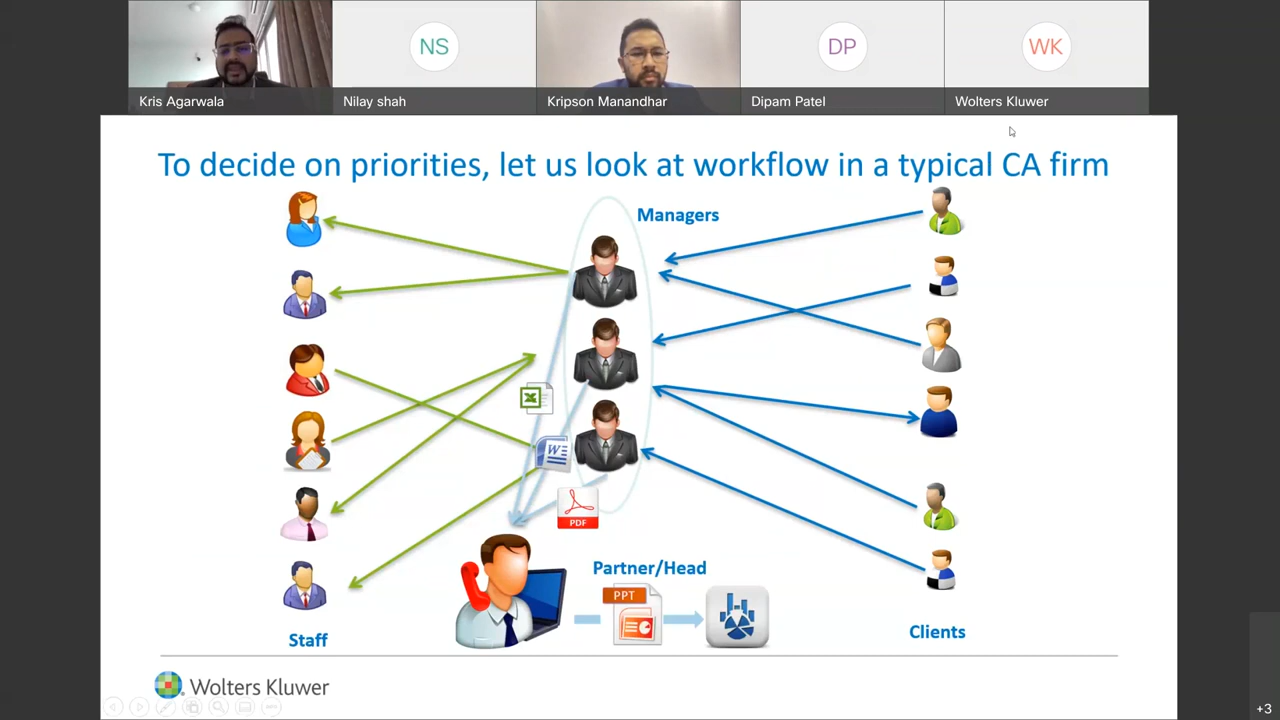 NS
DP
WK
Kris Agarwala
Nilay shah
Kripson Manandhar
Dipam Patel
Wolters Kluwer
To decide on priorities, let us look at workflow in a typical CA firm
Managers
X
W
PDF
Partner/Head
PPT
Staff
Clients
Wolters Kluwer
+3